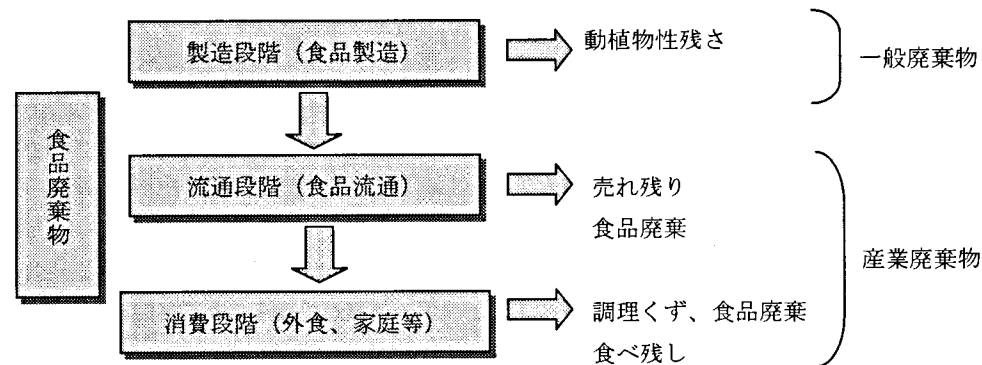 食品廃棄物
製造段階（食品製造）
動植物性残さ
一般廃棄物
流通段階（食品流通）
売れ残り
食品廃棄
産業廃棄物
消費段階（外食、家庭等）
調理くず、食品廃棄
食べ残し